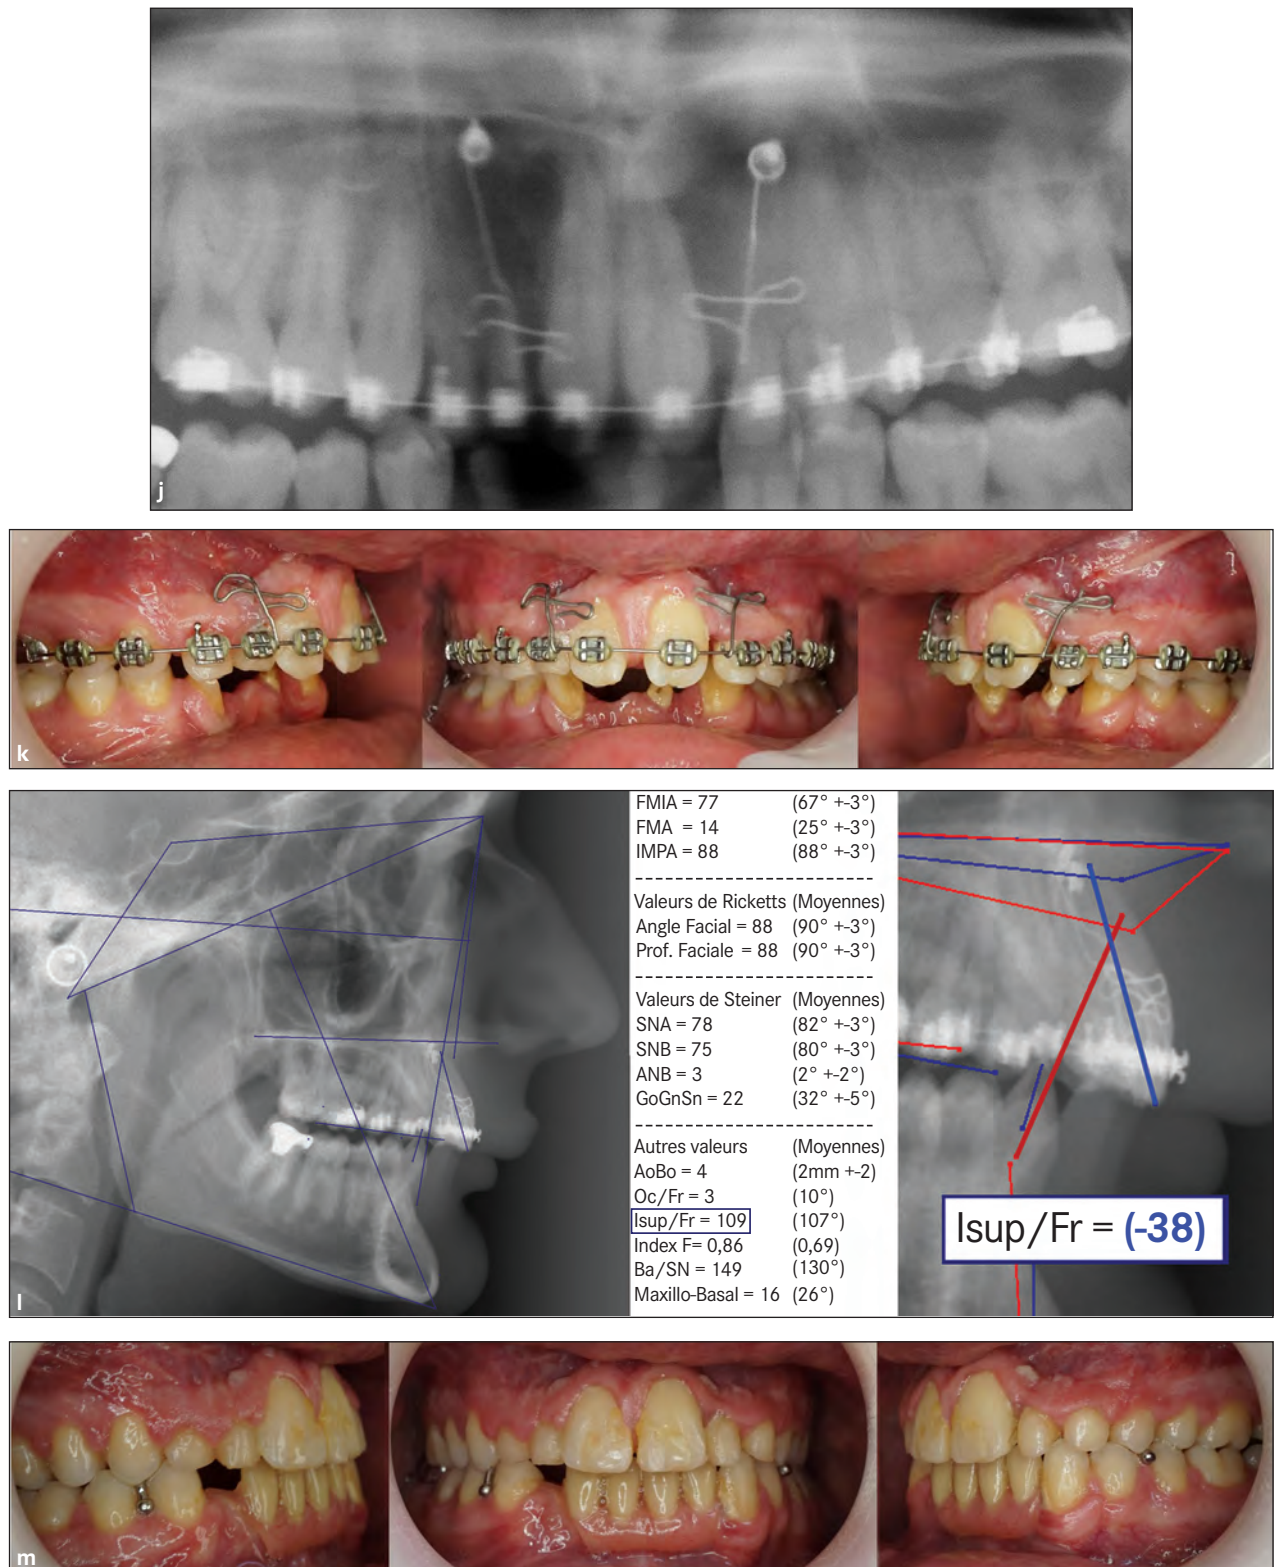 j
k
FMIA = 77 (67° +-3°)
FMA = 14 (25° +-3°)
IMPA = 88 (88° +-3°)
-------------------------
Valeurs de Ricketts (Moyennes)
Angle Facial = 88 (90° +-3°)
Prof. Faciale = 88 (90° +-3°)
-------------------------
Valeurs de Steiner (Moyennes)
SNA = 78 (82° +-3°)
SNB = 75 (80° +-3°)
ANB = 3 (2° +-2°)
GoGnSn = 22 (32° +-5°)
-------------------------
Autres valeurs (Moyennes)
AoBo = 4 (2mm +-2)
Oc/Fr = 3 (10°)
Isup/Fr = 109 (107°)
Index F= 0,86 (0,69)
Ba/SN = 149 (130°)
Maxillo-Basal = 16 (26°)
Isup/Fr = (-38)
l
m